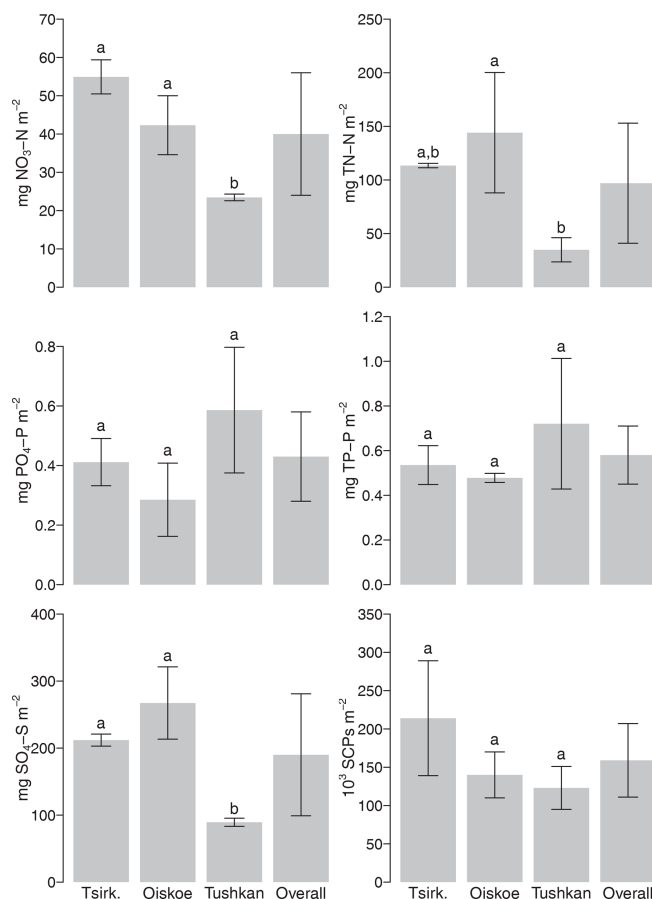 70
60
50
40
30
20
10
0
mg NO₃−N m⁻²
a
a
b
250
200
150
100
50
0
mg TN−N m⁻²
a,b
a
b
0.8
0.6
0.4
0.2
0.0
mg PO₄−P m⁻²
a
a
a
1.2
1.0
0.8
0.6
0.4
0.2
0.0
mg TP−P m⁻²
a
a
a
400
300
200
100
0
mg SO₄−S m⁻²
a
a
b
Tsirk. Oiskoe Tushkan Overall
350
300
250
200
150
100
50
0
10³ SCPs m⁻²
a
a
a
Tsirk. Oiskoe Tushkan Overall